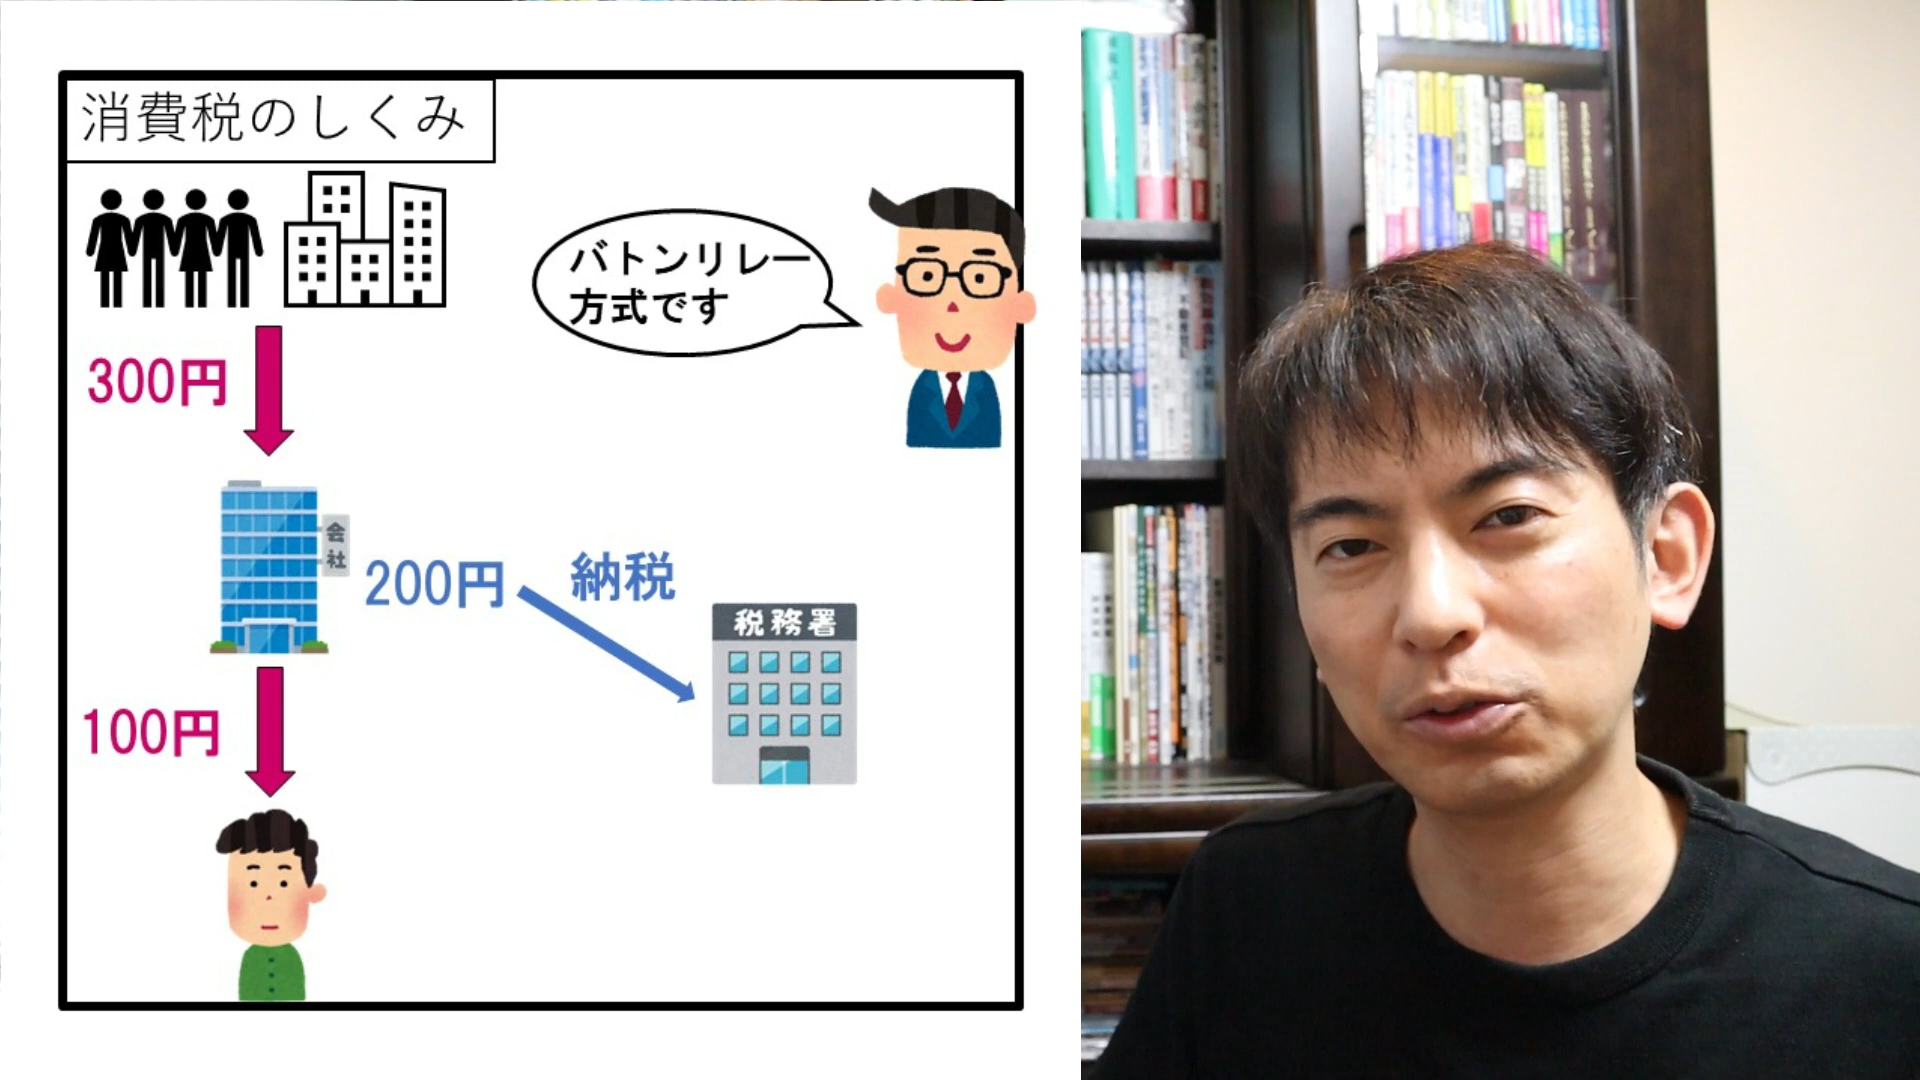 消費税のしくみ
バトンリレー
方式です
300円
会社
200円
納税
税務署
100円